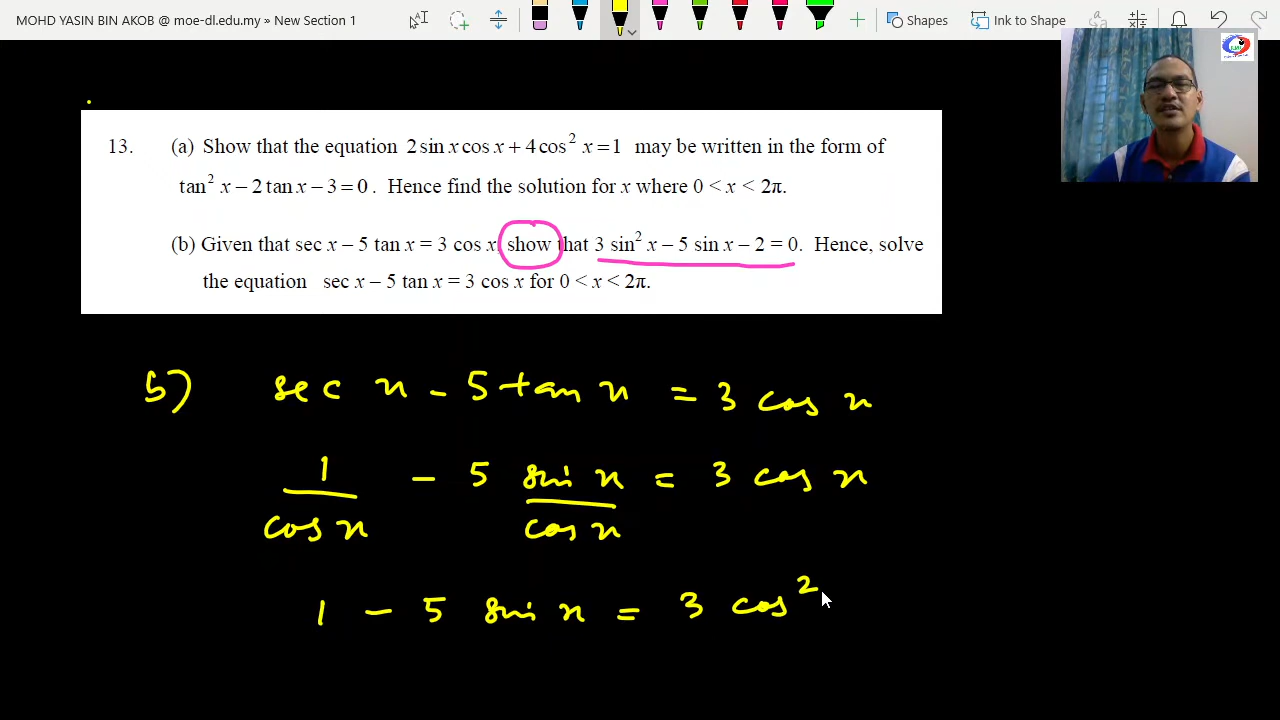 MOHD YASIN BIN AKOB @ moe-dl.edu.my » New Section 1
Shapes Ink to Shape
13. (a) Show that the equation 2 sin x cos x + 4 cos² x = 1 may be written in the form of
tan² x – 2 tan x – 3 = 0. Hence find the solution for x where 0 < x < 2π.
(b) Given that sec x – 5 tan x = 3 cos x, show that 3 sin² x – 5 sin x – 2 = 0. Hence, solve
the equation sec x – 5 tan x = 3 cos x for 0 < x < 2π.
b) sec x - 5 tan x = 3 cos x
1/cos x - 5 sin x/cos x = 3 cos x
1 - 5 sin x = 3 cos²